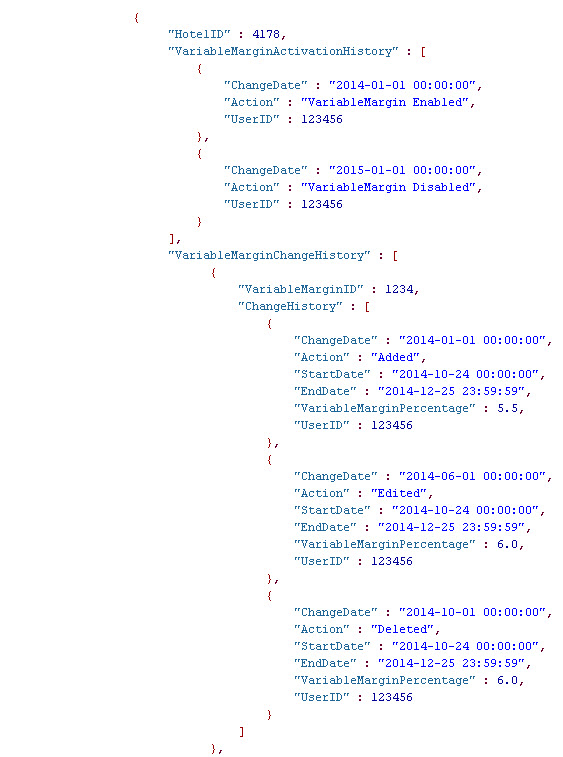 {
"HotelID" : 4178,
"VariableMarginActivationHistory" : [
{
"ChangeDate" : "2014-01-01 00:00:00",
"Action" : "VariableMargin Enabled",
"UserID" : 123456
},
{
"ChangeDate" : "2015-01-01 00:00:00",
"Action" : "VariableMargin Disabled",
"UserID" : 123456
}
],
"VariableMarginChangeHistory" : [
{
"VariableMarginID" : 1234,
"ChangeHistory" : [
{
"ChangeDate" : "2014-01-01 00:00:00",
"Action" : "Added",
"StartDate" : "2014-10-24 00:00:00",
"EndDate" : "2014-12-25 23:59:59",
"VariableMarginPercentage" : 5.5,
"UserID" : 123456
},
{
"ChangeDate" : "2014-06-01 00:00:00",
"Action" : "Edited",
"StartDate" : "2014-10-24 00:00:00",
"EndDate" : "2014-12-25 23:59:59",
"VariableMarginPercentage" : 6.0,
"UserID" : 123456
},
{
"ChangeDate" : "2014-10-01 00:00:00",
"Action" : "Deleted",
"StartDate" : "2014-10-24 00:00:00",
"EndDate" : "2014-12-25 23:59:59",
"VariableMarginPercentage" : 6.0,
"UserID" : 123456
}
]
},